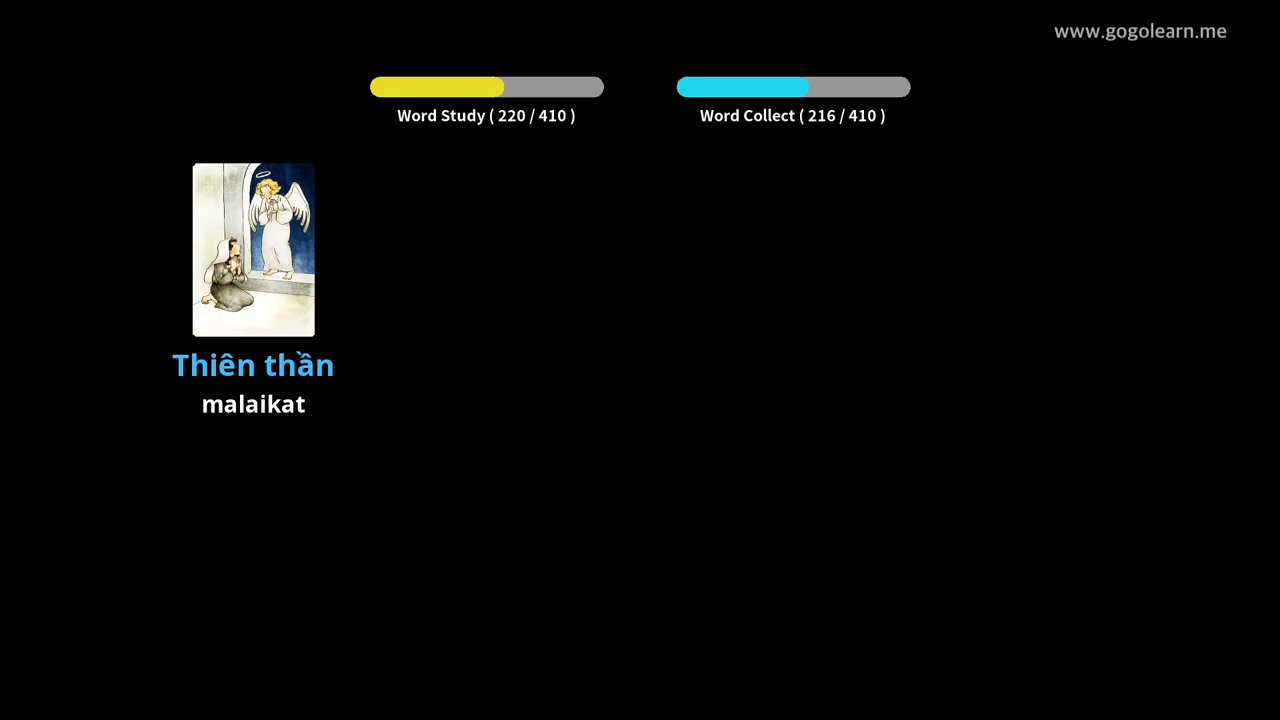 www.gogolearn.me
Word Study ( 220 / 410 )
Word Collect ( 216 / 410 )
Thiên thần
malaikat